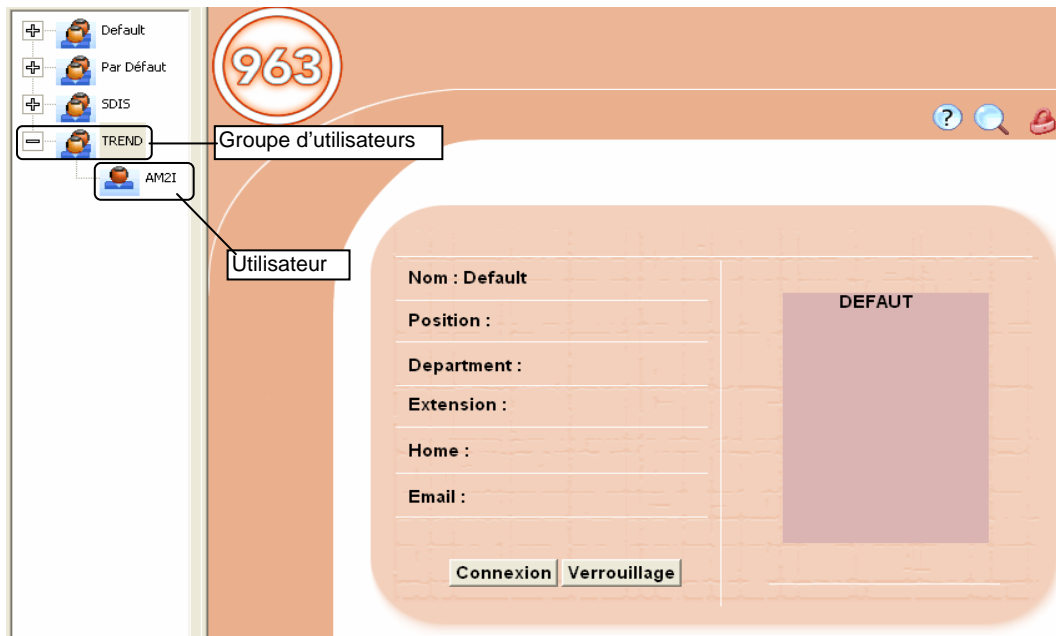 Default
Par Défaut
SDIS
TREND
AM2I
963
?
Groupe d'utilisateurs
Utilisateur
Nom : Default
Position :
Department :
Extension :
Home :
Email :
Connexion Verrouillage
DEFAUT